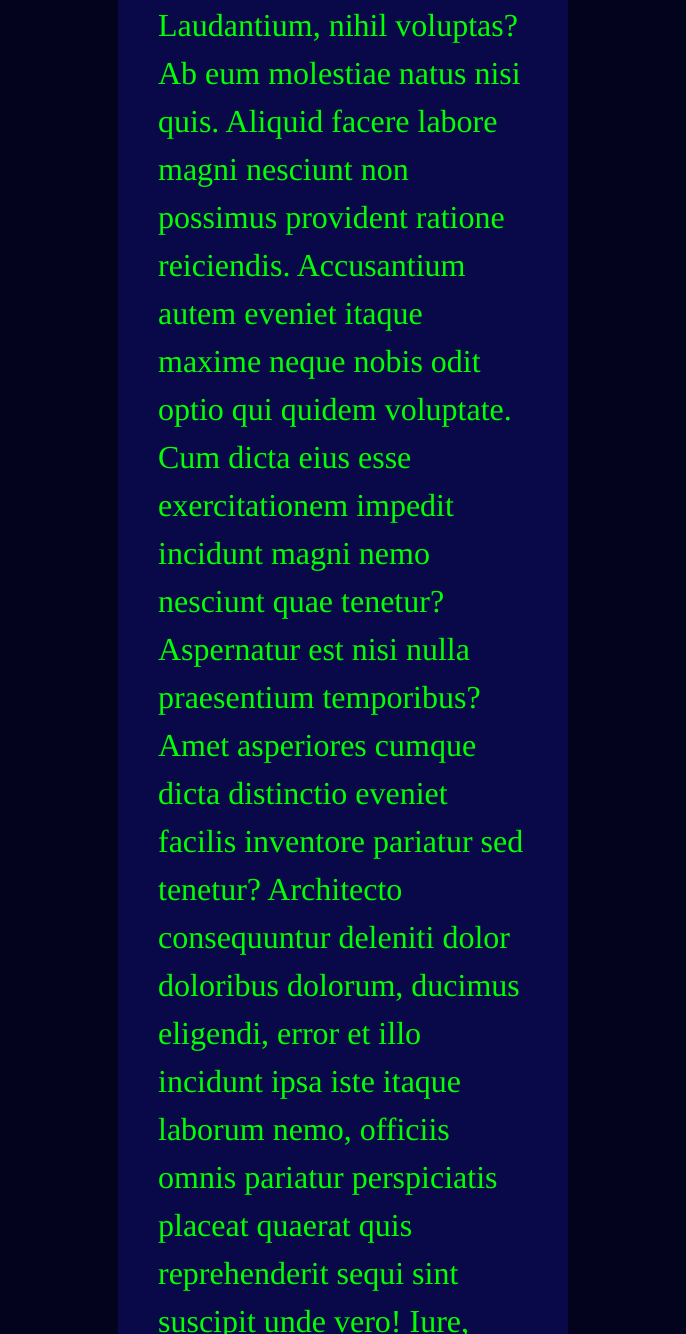 Laudantium, nihil voluptas?
Ab eum molestiae natus nisi
quis. Aliquid facere labore
magni nesciunt non
possimus provident ratione
reiciendis. Accusantium
autem eveniet itaque
maxime neque nobis odit
optio qui quidem voluptate.
Cum dicta eius esse
exercitationem impedit
incidunt magni nemo
nesciunt quae tenetur?
Aspernatur est nisi nulla
praesentium temporibus?
Amet asperiores cumque
dicta distinctio eveniet
facilis inventore pariatur sed
tenetur? Architecto
consequuntur deleniti dolor
doloribus dolorum, ducimus
eligendi, error et illo
incidunt ipsa iste itaque
laborum nemo, officiis
omnis pariatur perspiciatis
placeat quaerat quis
reprehenderit sequi sint
suscipit unde vero! Iure,